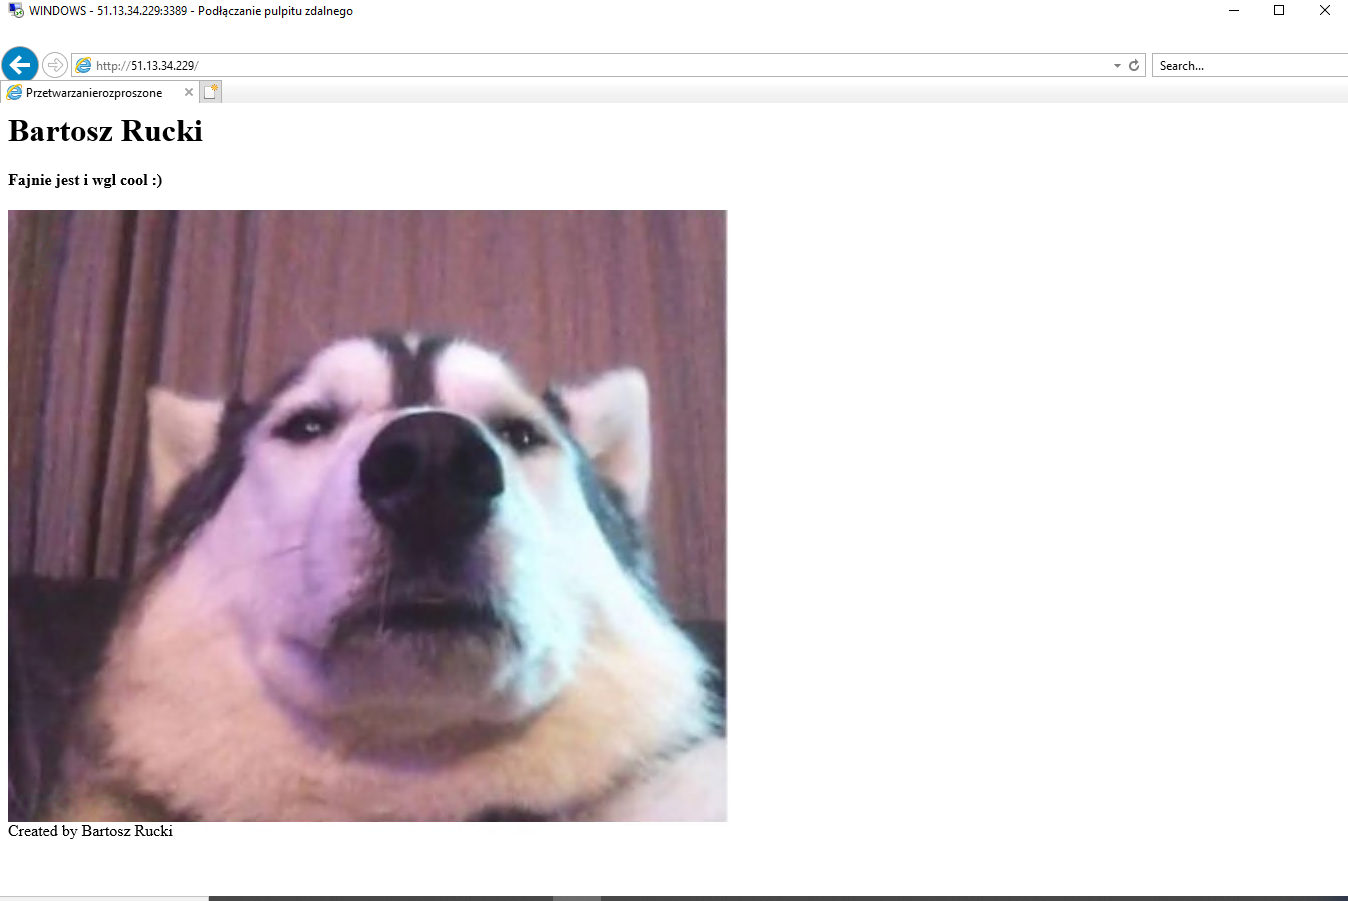 WINDOWS - 51.13.34.229:3389 - Podłączanie pulpitu zdalnego
http://51.13.34.229/
Search...
Przetwarzanierozproszone
Bartosz Rucki
Fajnie jest i wgl cool :)
Created by Bartosz Rucki